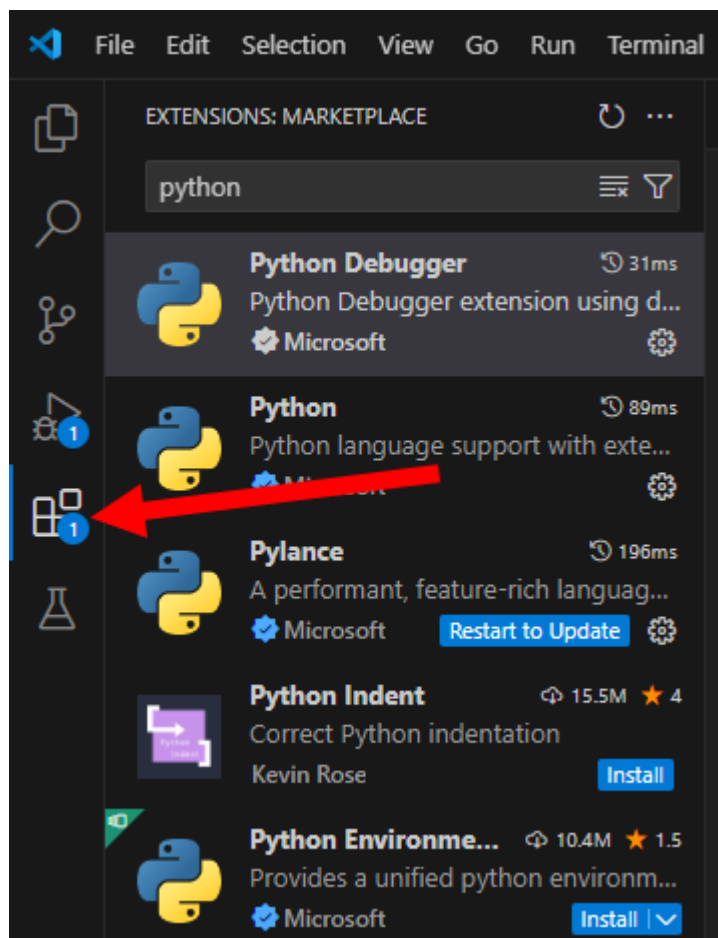 File Edit Selection View Go Run Terminal
EXTENSIONS: MARKETPLACE
python
Python Debugger 31ms
Python Debugger extension using d...
Microsoft
1
Python 89ms
Python language support with exte...
Microsoft
1
Pylance 196ms
A performant, feature-rich languag...
Microsoft Restart to Update
Python Indent 15.5M 4
Correct Python indentation
Kevin Rose Install
Python Environme... 10.4M 1.5
Provides a unified python environm...
Microsoft Install